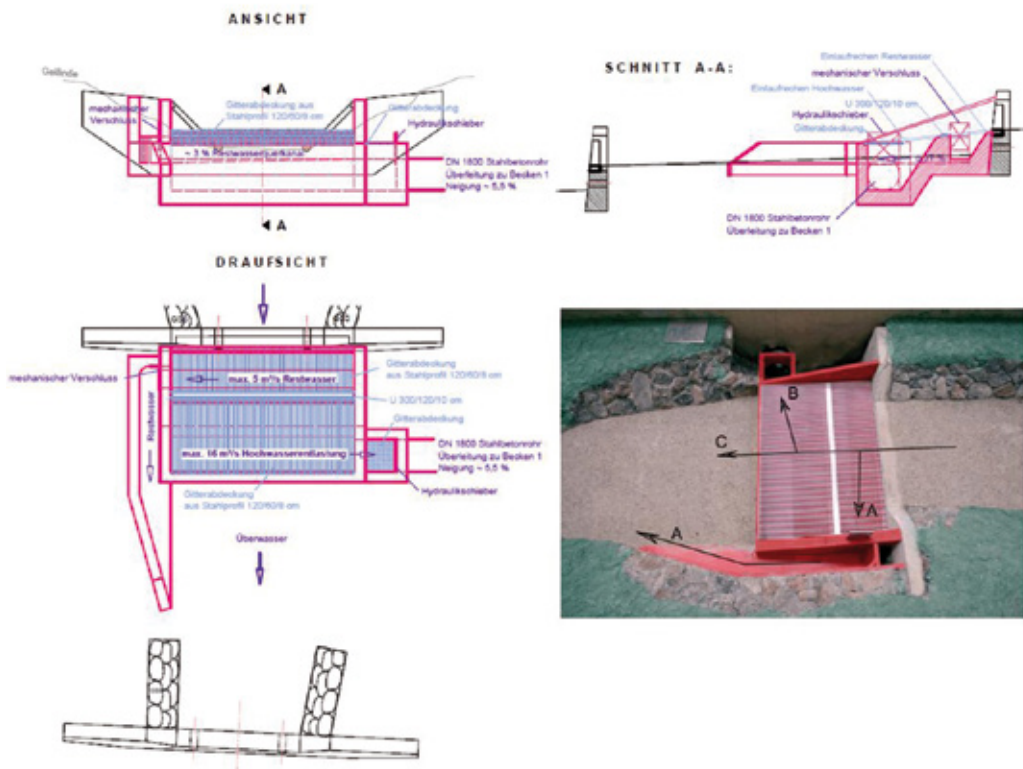 ANSICHT
Gelände
A
mechanischer
Verschluss
Gitterabdeckung aus
Stahlprofil 120/60/8 cm
Gitterabdeckung
Hydraulikschieber
~ 3 % Restwasserquerkanal
DN 1800 Stahlbetonrohr
Überleitung zu Becken 1
Neigung ~ 5,5 %
A
SCHNITT A-A:
Einlaufrechen Restwasser
mechanischer Verschluss
Einlaufrechen Hochwasser
U 300/120/10 cm
Hydraulikschieber
Gitterabdeckung
DN 1800 Stahlbetonrohr
Überleitung zu Becken 1
DRAUFSICHT
mechanischer Verschluss
max. 5 m³/s Restwasser
Gitterabdeckung
aus Stahlprofil 120/60/8 cm
U 300/120/10 cm
Gitterabdeckung
Restwasser
max. 16 m³/s Hochwasserentlastung
DN 1800 Stahlbetonrohr
Überleitung zu Becken 1
Neigung ~ 5,5 %
Hydraulikschieber
Gitterabdeckung
aus Stahlprofil 120/60/8 cm
Überwasser
B
C
A
A